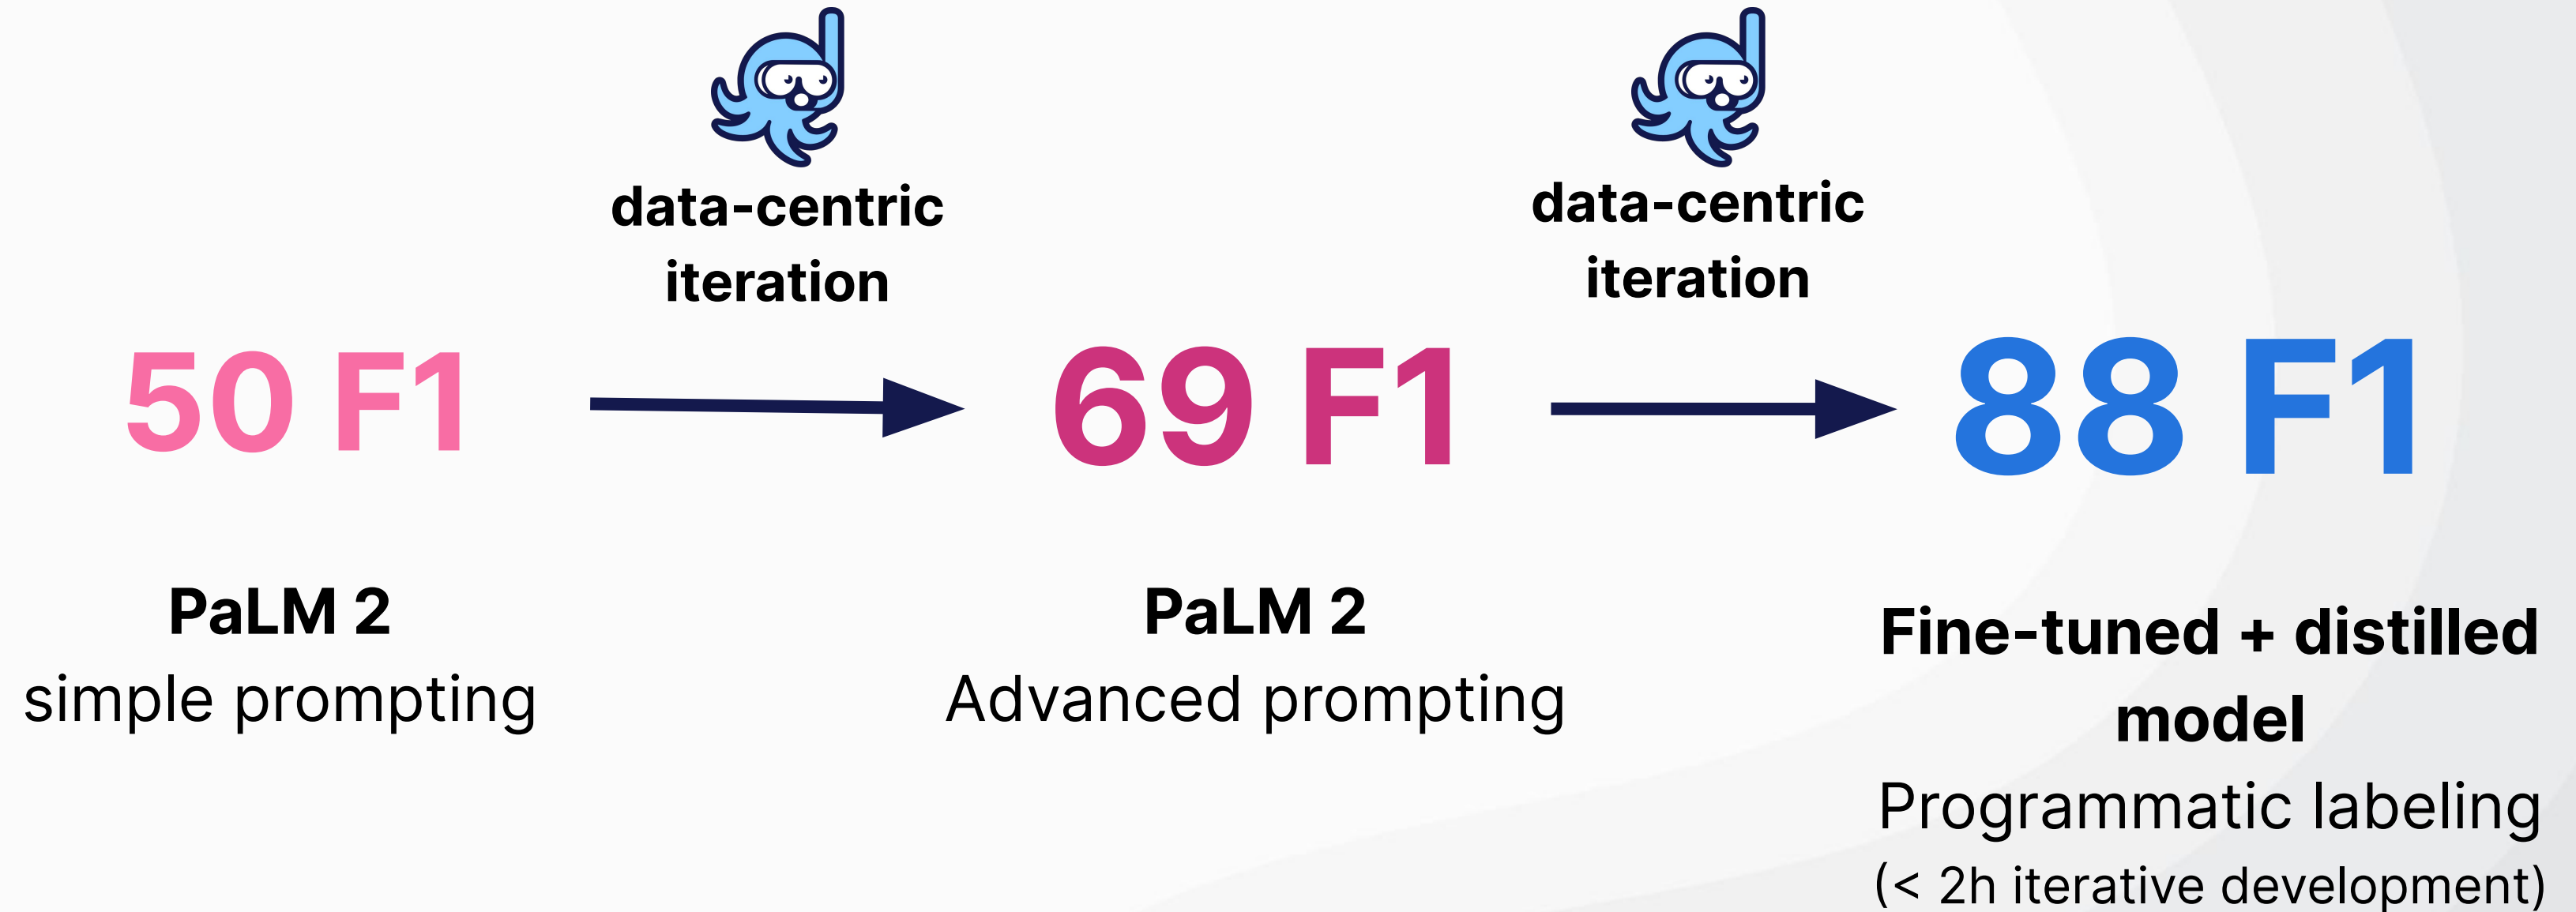 data-centric
iteration
data-centric
iteration
50 F1
69 F1
88 F1
PaLM 2
simple prompting
PaLM 2
Advanced prompting
Fine-tuned + distilled
model
Programmatic labeling
(< 2h iterative development)